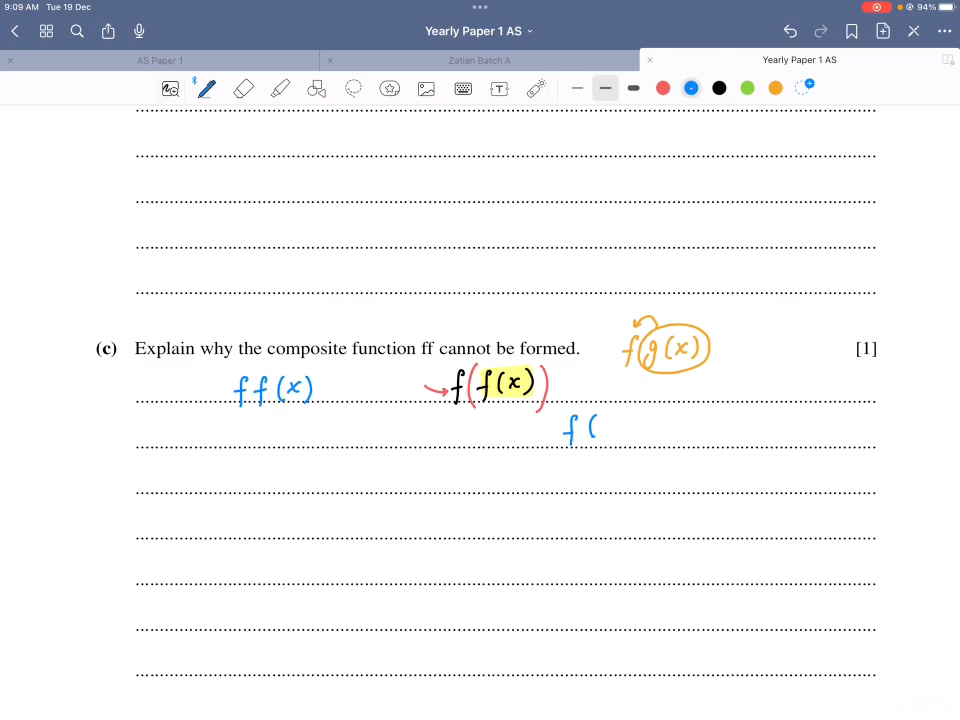 9:09 AM Tue 19 Dec
94%
Yearly Paper 1 AS
AS Paper 1
Zatian Batch A
Yearly Paper 1 AS
(c) Explain why the composite function ff cannot be formed. [1]
fg(x)
ff(x)
f(f(x))
f(